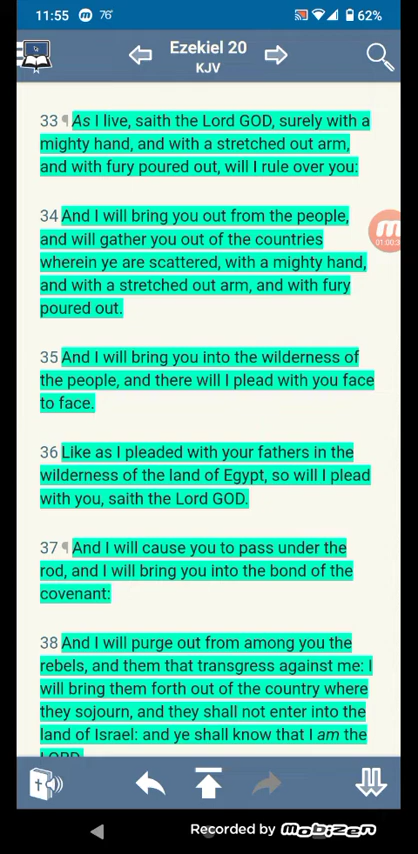 11:55 76° 62%
Ezekiel 20
KJV
33 ¶ As I live, saith the Lord GOD, surely with a
mighty hand, and with a stretched out arm,
and with fury poured out, will I rule over you:
34 And I will bring you out from the people,
and will gather you out of the countries
wherein ye are scattered, with a mighty hand,
and with a stretched out arm, and with fury
poured out.
35 And I will bring you into the wilderness of
the people, and there will I plead with you face
to face.
36 Like as I pleaded with your fathers in the
wilderness of the land of Egypt, so will I plead
with you, saith the Lord GOD.
37 ¶ And I will cause you to pass under the
rod, and I will bring you into the bond of the
covenant:
38 And I will purge out from among you the
rebels, and them that transgress against me: I
will bring them forth out of the country where
they sojourn, and they shall not enter into the
land of Israel: and ye shall know that I am the
LORD
Recorded by mobizen